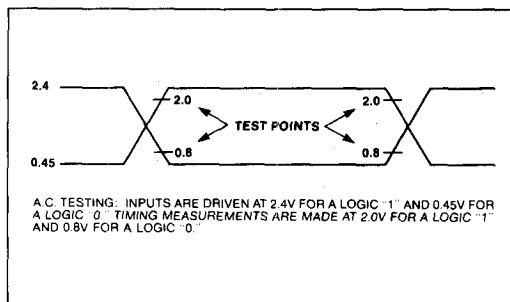 2.4
2.0
2.0
TEST POINTS
0.8
0.8
0.45
A.C. TESTING: INPUTS ARE DRIVEN AT 2.4V FOR A LOGIC "1" AND 0.45V FOR
A LOGIC "0." TIMING MEASUREMENTS ARE MADE AT 2.0V FOR A LOGIC "1"
AND 0.8V FOR A LOGIC "0."